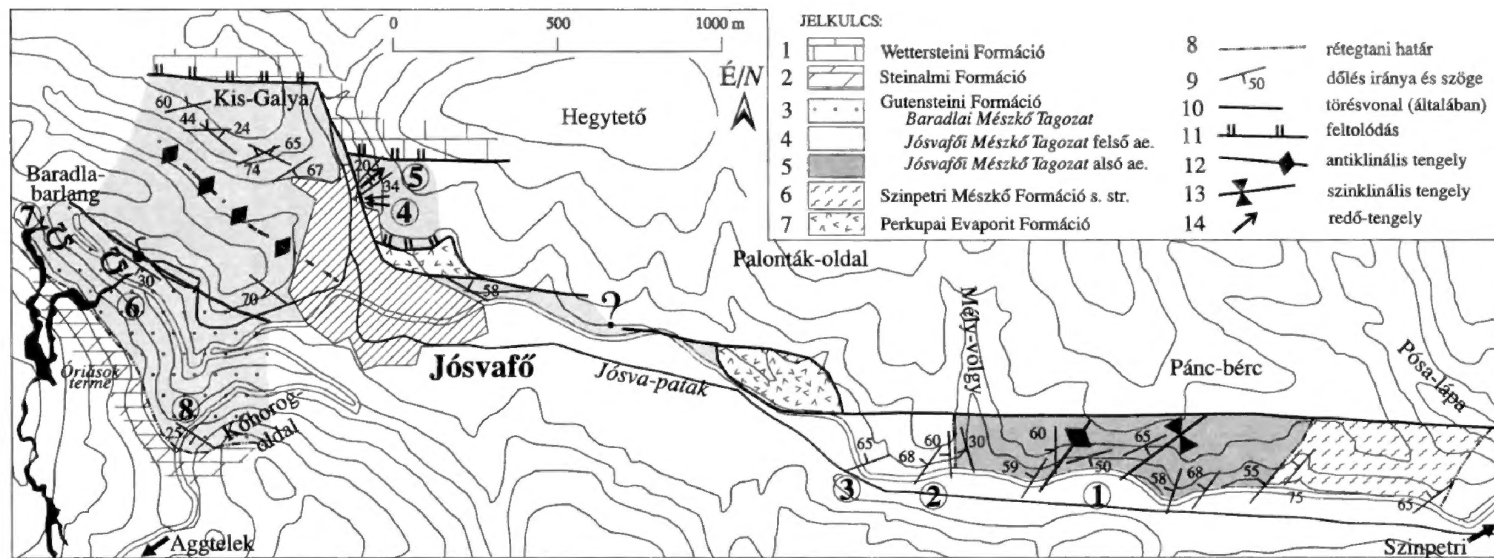 0 500 1000 m
É/N
Kis-Galya
Hegytető
60
44
24
65
74
67
20
34
5
4
Baradla-
barlang
7
30
6
70
58
?
Palonták-oldal
Mély-völgy
Pánc-bérc
Pósa-lápa
Jósvafő
Jósva-patak
Óriások
terme
8
25
Kőhorog-
oldal
65
68
60
30
60
59
50
65
58
68
55
75
65
3
2
1
Aggtelek
Szinpetri
JELKULCS:
1 Wettersteini Formáció
2 Steinalmi Formáció
3 Gutensteini Formáció
Baradlai Mészkő Tagozat
4 Jósvafői Mészkő Tagozat felső ae.
5 Jósvafői Mészkő Tagozat alsó ae.
6 Szinpetri Mészkő Formáció s. str.
7 Perkupai Evaporit Formáció
8 rétegtani határ
9 50 dőlés iránya és szöge
10 törésvonal (általában)
11 feltolódás
12 antiklinális tengely
13 szinklinális tengely
14 redő-tengely